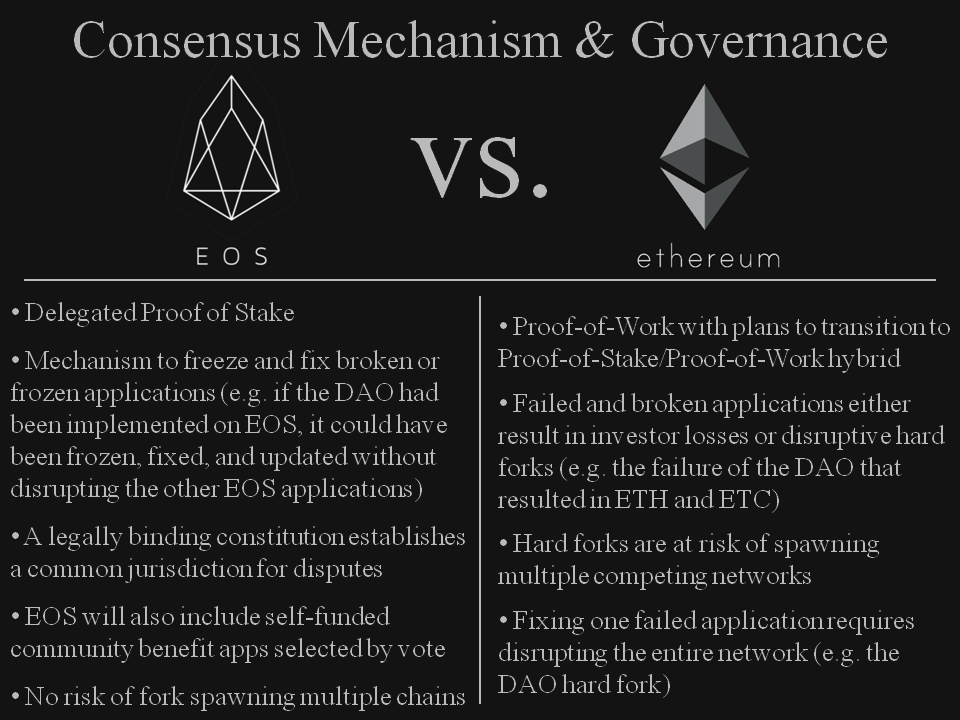 Consensus Mechanism & Governance
vs.
EOS
ethereum
• Delegated Proof of Stake
• Mechanism to freeze and fix broken or
frozen applications (e.g. if the DAO had
been implemented on EOS, it could have
been frozen, fixed, and updated without
disrupting the other EOS applications)
• A legally binding constitution establishes
a common jurisdiction for disputes
• EOS will also include self-funded
community benefit apps selected by vote
• No risk of fork spawning multiple chains
• Proof-of-Work with plans to transition to
Proof-of-Stake/Proof-of-Work hybrid
• Failed and broken applications either
result in investor losses or disruptive hard
forks (e.g. the failure of the DAO that
resulted in ETH and ETC)
• Hard forks are at risk of spawning
multiple competing networks
• Fixing one failed application requires
disrupting the entire network (e.g. the
DAO hard fork)